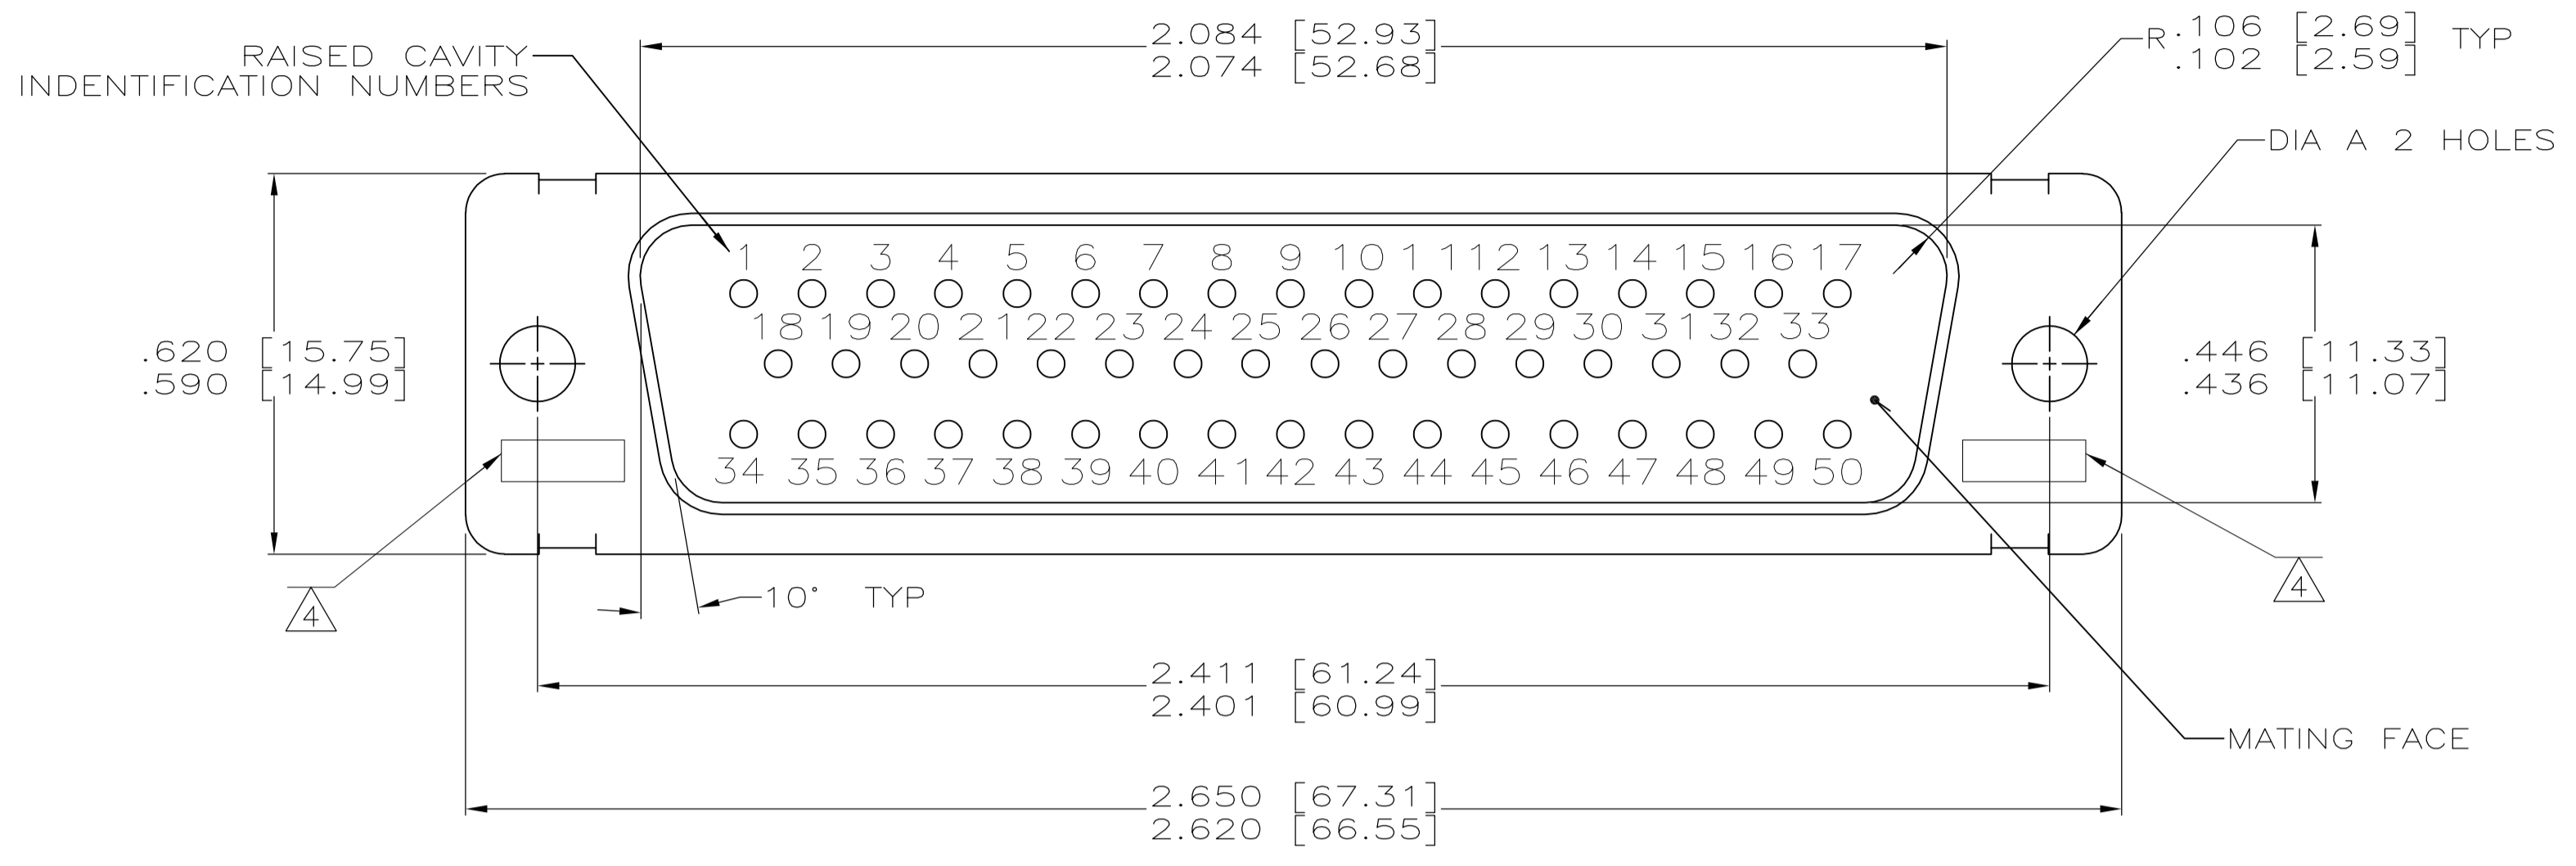 RAISED CAVITY
INDENTIFICATION NUMBERS
2.084 [52.93]
2.074 [52.68]
R .106 [2.69] TYP
.102 [2.59]
DIA A 2 HOLES
1 2 3 4 5 6 7 8 9 10 11 12 13 14 15 16 17
18 19 20 21 22 23 24 25 26 27 28 29 30 31 32 33
.620 [15.75]
.590 [14.99]
.446 [11.33]
.436 [11.07]
34 35 36 37 38 39 40 41 42 43 44 45 46 47 48 49 50
4
10° TYP
4
2.411 [61.24]
2.401 [60.99]
MATING FACE
2.650 [67.31]
2.620 [66.55]